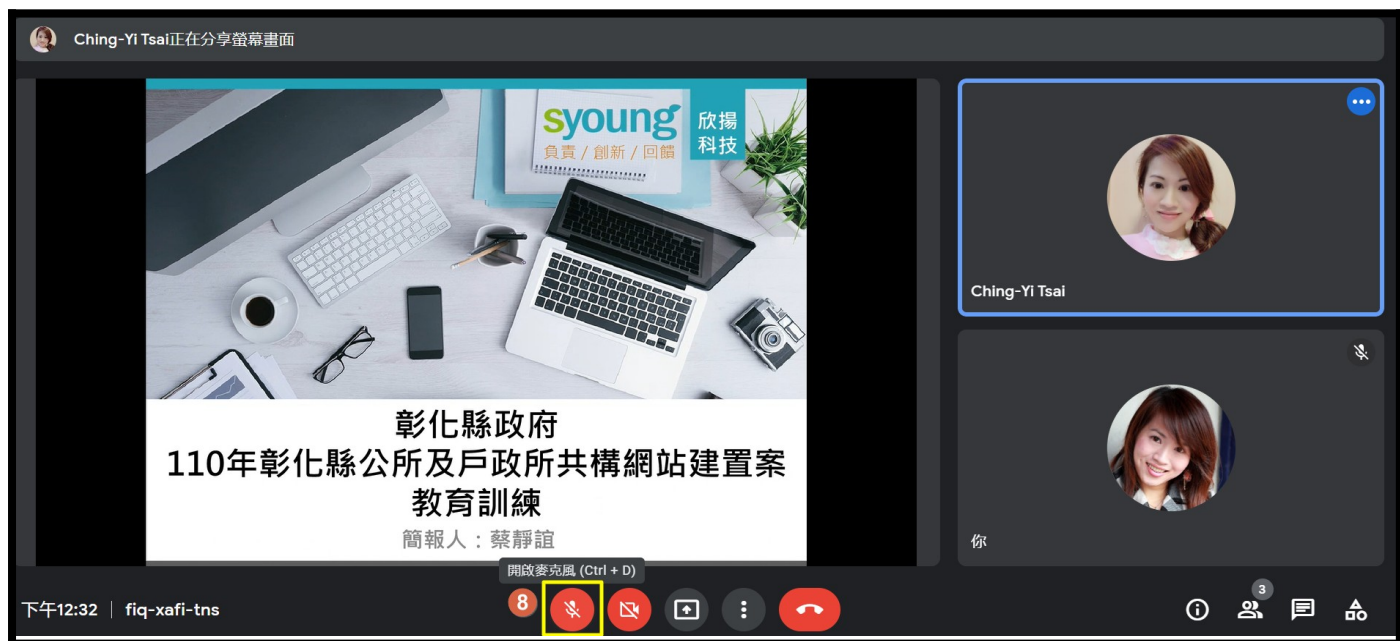 Ching-Yi Tsai正在分享螢幕畫面
syoung
欣揚
科技
負責/創新/回饋
彰化縣政府
110年彰化縣公所及戶政所共構網站建置案
教育訓練
簡報人：蔡靜誼
Ching-Yi Tsai
你
開啟麥克風 (Ctrl + D)
下午12:32 | fiq-xafi-tns
8
3